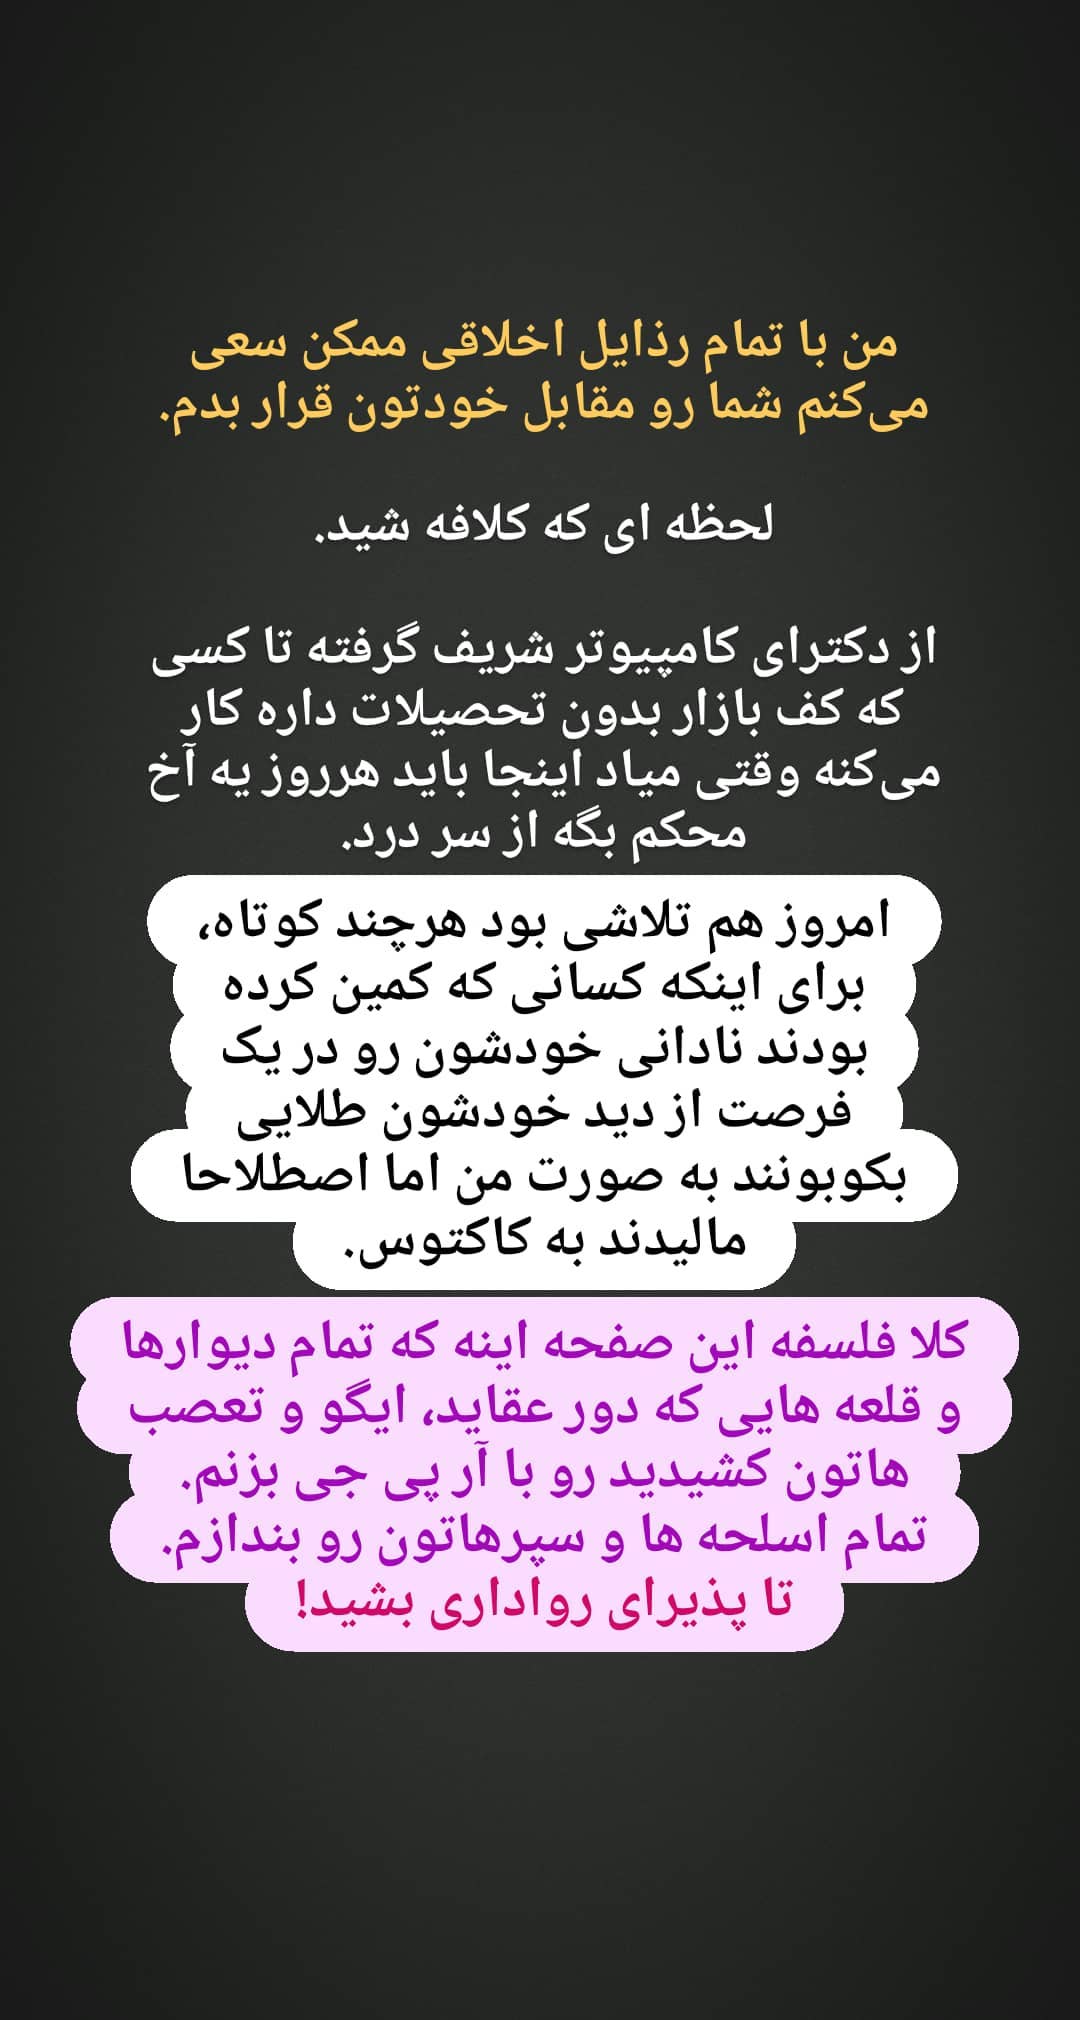 من با تمام رذایل اخلاقی ممکن سعی
می‌کنم شما رو مقابل خودتون قرار بدم.
لحظه ای که کلافه شید.
از دکترای کامپیوتر شریف گرفته تا کسی
که کف بازار بدون تحصیلات داره کار
می‌کنه وقتی میاد اینجا باید هرروز یه آخ
محکم بگه از سر درد.
امروز هم تلاشی بود هرچند کوتاه،
برای اینکه کسانی که کمین کرده
بودند نادانی خودشون رو در یک
فرصت از دید خودشون طلایی
بکوبونند به صورت من اما اصطلاحا
مالیدند به کاکتوس.
کلا فلسفه این صفحه اینه که تمام دیوارها
و قلعه هایی که دور عقاید، ایگو و تعصب
هاتون کشیدید رو با آر پی جی بزنم.
تمام اسلحه ها و سپرهاتون رو بندازم.
تا پذیرای رواداری بشید!